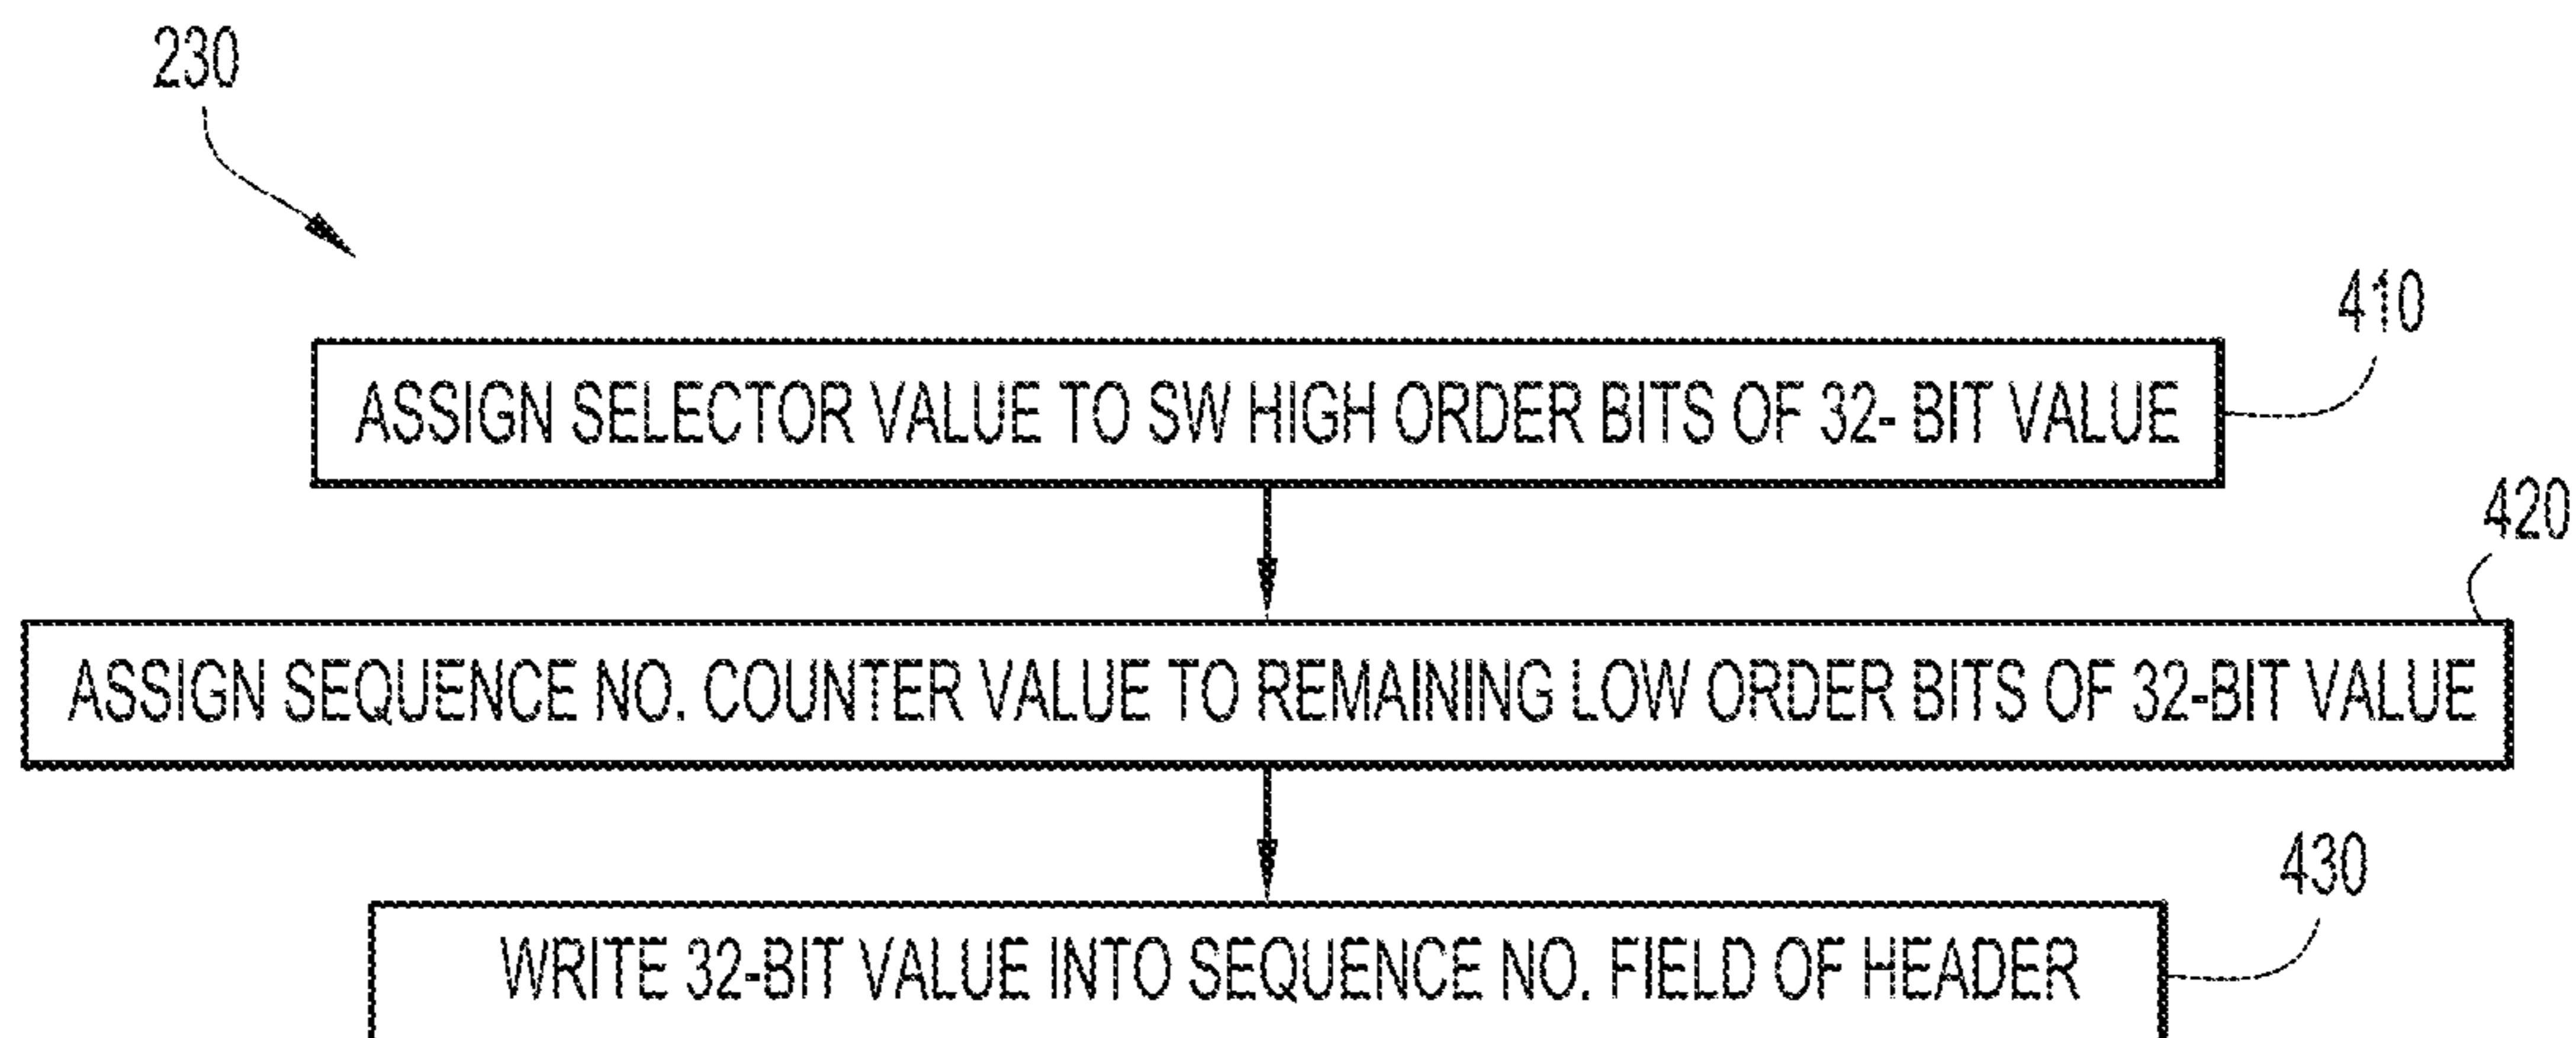 230
410
ASSIGN SELECTOR VALUE TO SW HIGH ORDER BITS OF 32- BIT VALUE
420
ASSIGN SEQUENCE NO. COUNTER VALUE TO REMAINING LOW ORDER BITS OF 32-BIT VALUE
430
WRITE 32-BIT VALUE INTO SEQUENCE NO. FIELD OF HEADER